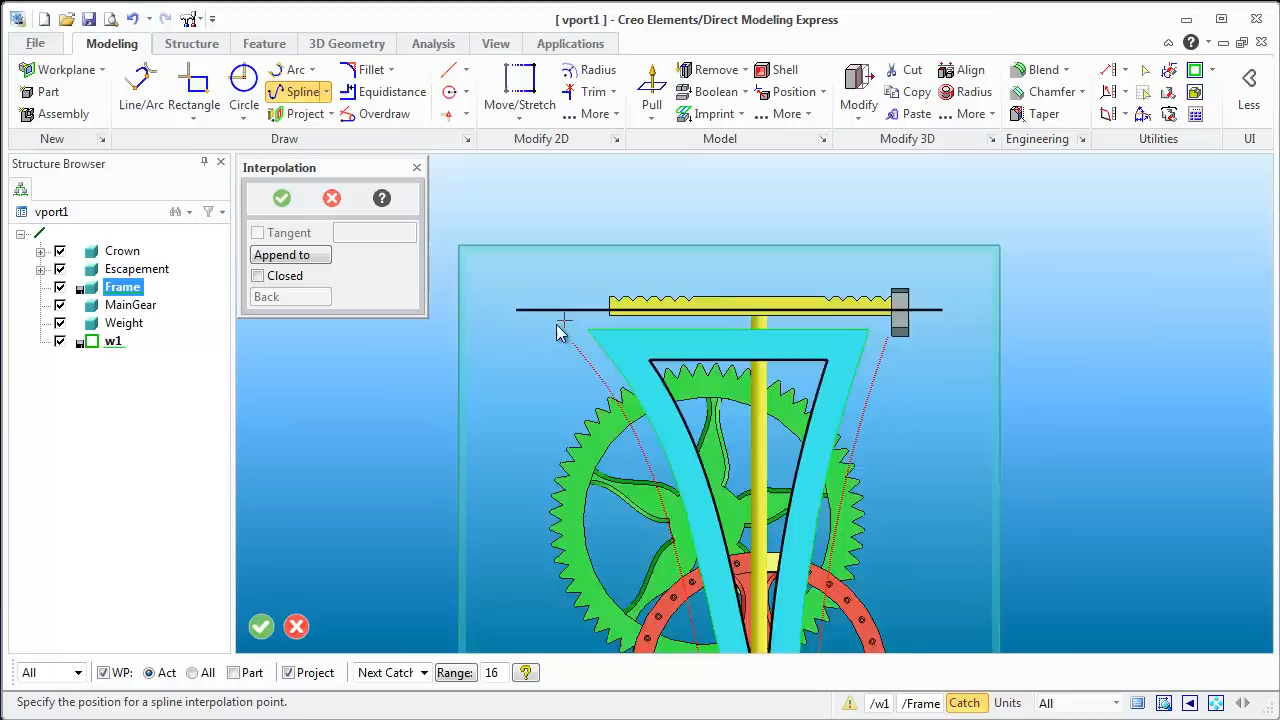 [ vport1 ] - Creo Elements/Direct Modeling Express
File Modeling Structure Feature 3D Geometry Analysis View Applications
Workplane Arc Fillet Radius Remove Shell Cut Align Blend
Part Line/Arc Rectangle Circle Spline Equidistance Move/Stretch Trim Pull Boolean Position Modify Copy Radius Chamfer Less
Assembly Project Overdraw More Imprint More Paste More Taper
New Draw Modify 2D Model Modify 3D Engineering Utilities UI
Structure Browser
Interpolation
vport1
Tangent
Crown
Append to
Escapement
Closed
Frame
Back
MainGear
Weight
w1
All WP: Act All Part Project Next Catch Range: 16
Specify the position for a spline interpolation point. /w1 /Frame Catch Units All